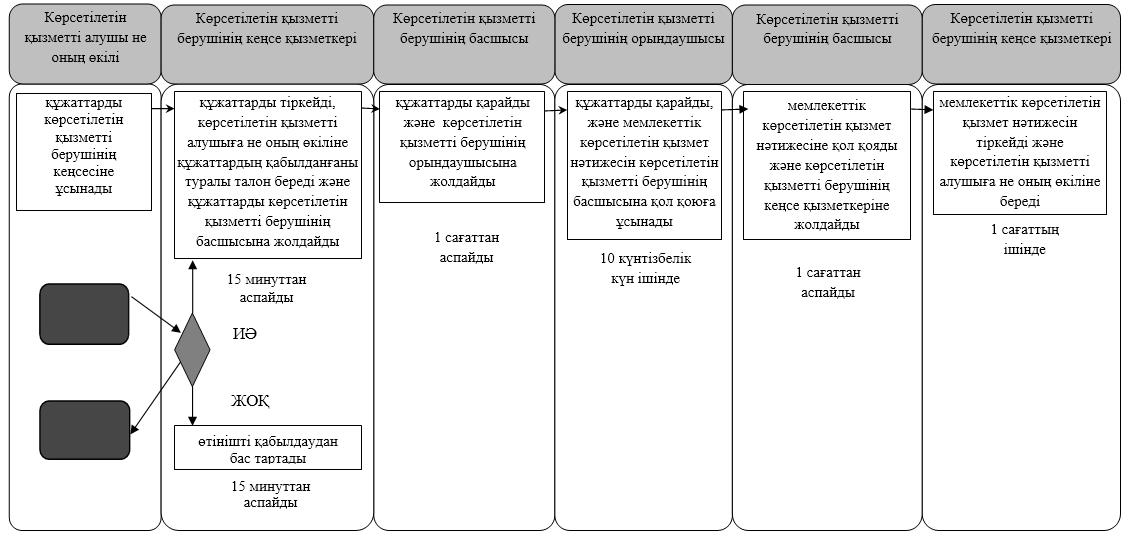 Көрсетілетін
қызметті алушы не
оның өкілі
Көрсетілетін қызметті
берушінің кеңсе қызметкері
Көрсетілетін қызметті
берушінің басшысы
Көрсетілетін қызметті
берушінің орындаушысы
Көрсетілетін қызметті
берушінің басшысы
Көрсетілетін қызметті
берушінің кеңсе қызметкері
құжаттарды
көрсетілетін
қызметті
берушінің
кеңсесіне
ұсынады
құжаттарды тіркейді,
көрсетілетін қызметті
алушыға не оның өкіліне
құжаттардың қабылданғаны
туралы талон береді және
құжаттарды көрсетілетін
қызметті берушінің
басшысына жолдайды
15 минуттан
аспайды
ИӘ
ЖОҚ
өтінішті қабылдаудан
бас тартады
15 минуттан
аспайды
құжаттарды қарайды
және көрсетілетін
қызметті берушінің
орындаушысына
жолдайды
1 сағаттан
аспайды
құжаттарды қарайды,
және мемлекеттік
көрсетілетін қызмет
нәтижесін көрсетілетін
қызметті берушінің
басшысына қол қоюға
ұсынады
10 күнтізбелік
күн ішінде
мемлекеттік
көрсетілетін қызмет
нәтижесіне қол қояды
және көрсетілетін
қызметті берушінің
кеңсе қызметкеріне
жолдайды
1 сағаттан
аспайды
мемлекеттік көрсетілетін
қызмет нәтижесін
тіркейді және
көрсетілетін қызметті
алушыға не оның өкіліне
береді
1 сағаттың
ішінде